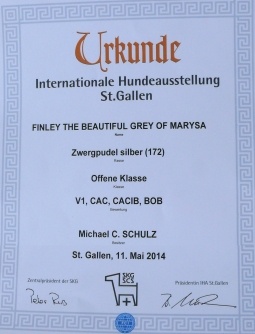 Urkunde
Internationale Hundeausstellung
St.Gallen
FINLEY THE BEAUTIFUL GREY OF MARYSA
Name
Zwergpudel silber (172)
Rasse
Offene Klasse
Klasse
V1, CAC, CACIB, BOB
Bewertung
Michael C. SCHULZ
Richter
St. Gallen, 11. Mai 2014
Zentralpräsident der SKG
Präsidentin IHA St.Gallen
SKG
SCS